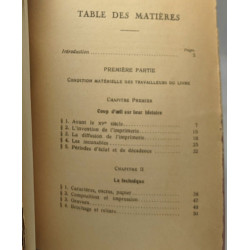 TABLE DES MATIÈRES
Pages
Introduction
PREMIÈRE PARTIE
CONDITION MATÉRIELLE DES TRAVAILLEURS DU LIVRE
CHAPITRE PREMIER
Coup d'œil sur leur histoire
§ 1. Avant le XVe siècle
§ 2. L'invention de l'imprimerie
§ 3. La diffusion de l'imprimerie
§ 4. Les incunables
§ 5. Périodes d'éclat et de décadence
CHAPITRE II
La technique
§ 1. Caractères, encre, papier
§ 2. Composition et impression
§ 3. Gravure
§ 4. Brochage et reliure